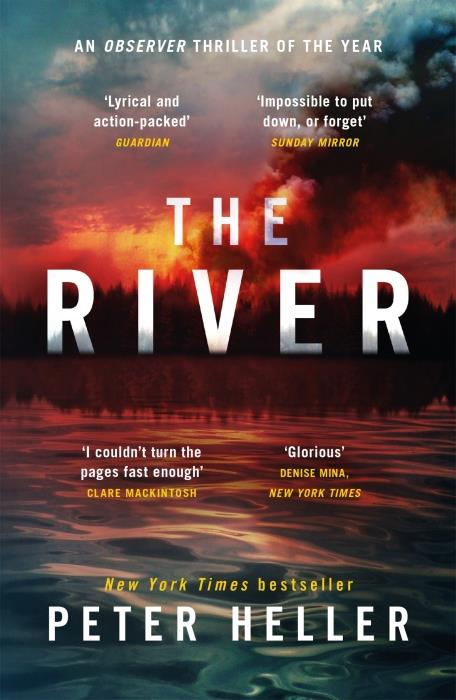 AN OBSERVER THRILLER OF THE YEAR
‘Lyrical and
action-packed’
GUARDIAN
‘Impossible to put
down, or forget’
SUNDAY MIRROR
THE
RIVER
‘I couldn’t turn the
pages fast enough’
CLARE MACKINTOSH
‘Glorious’
DENISE MINA,
NEW YORK TIMES
New York Times bestseller
PETER HELLER